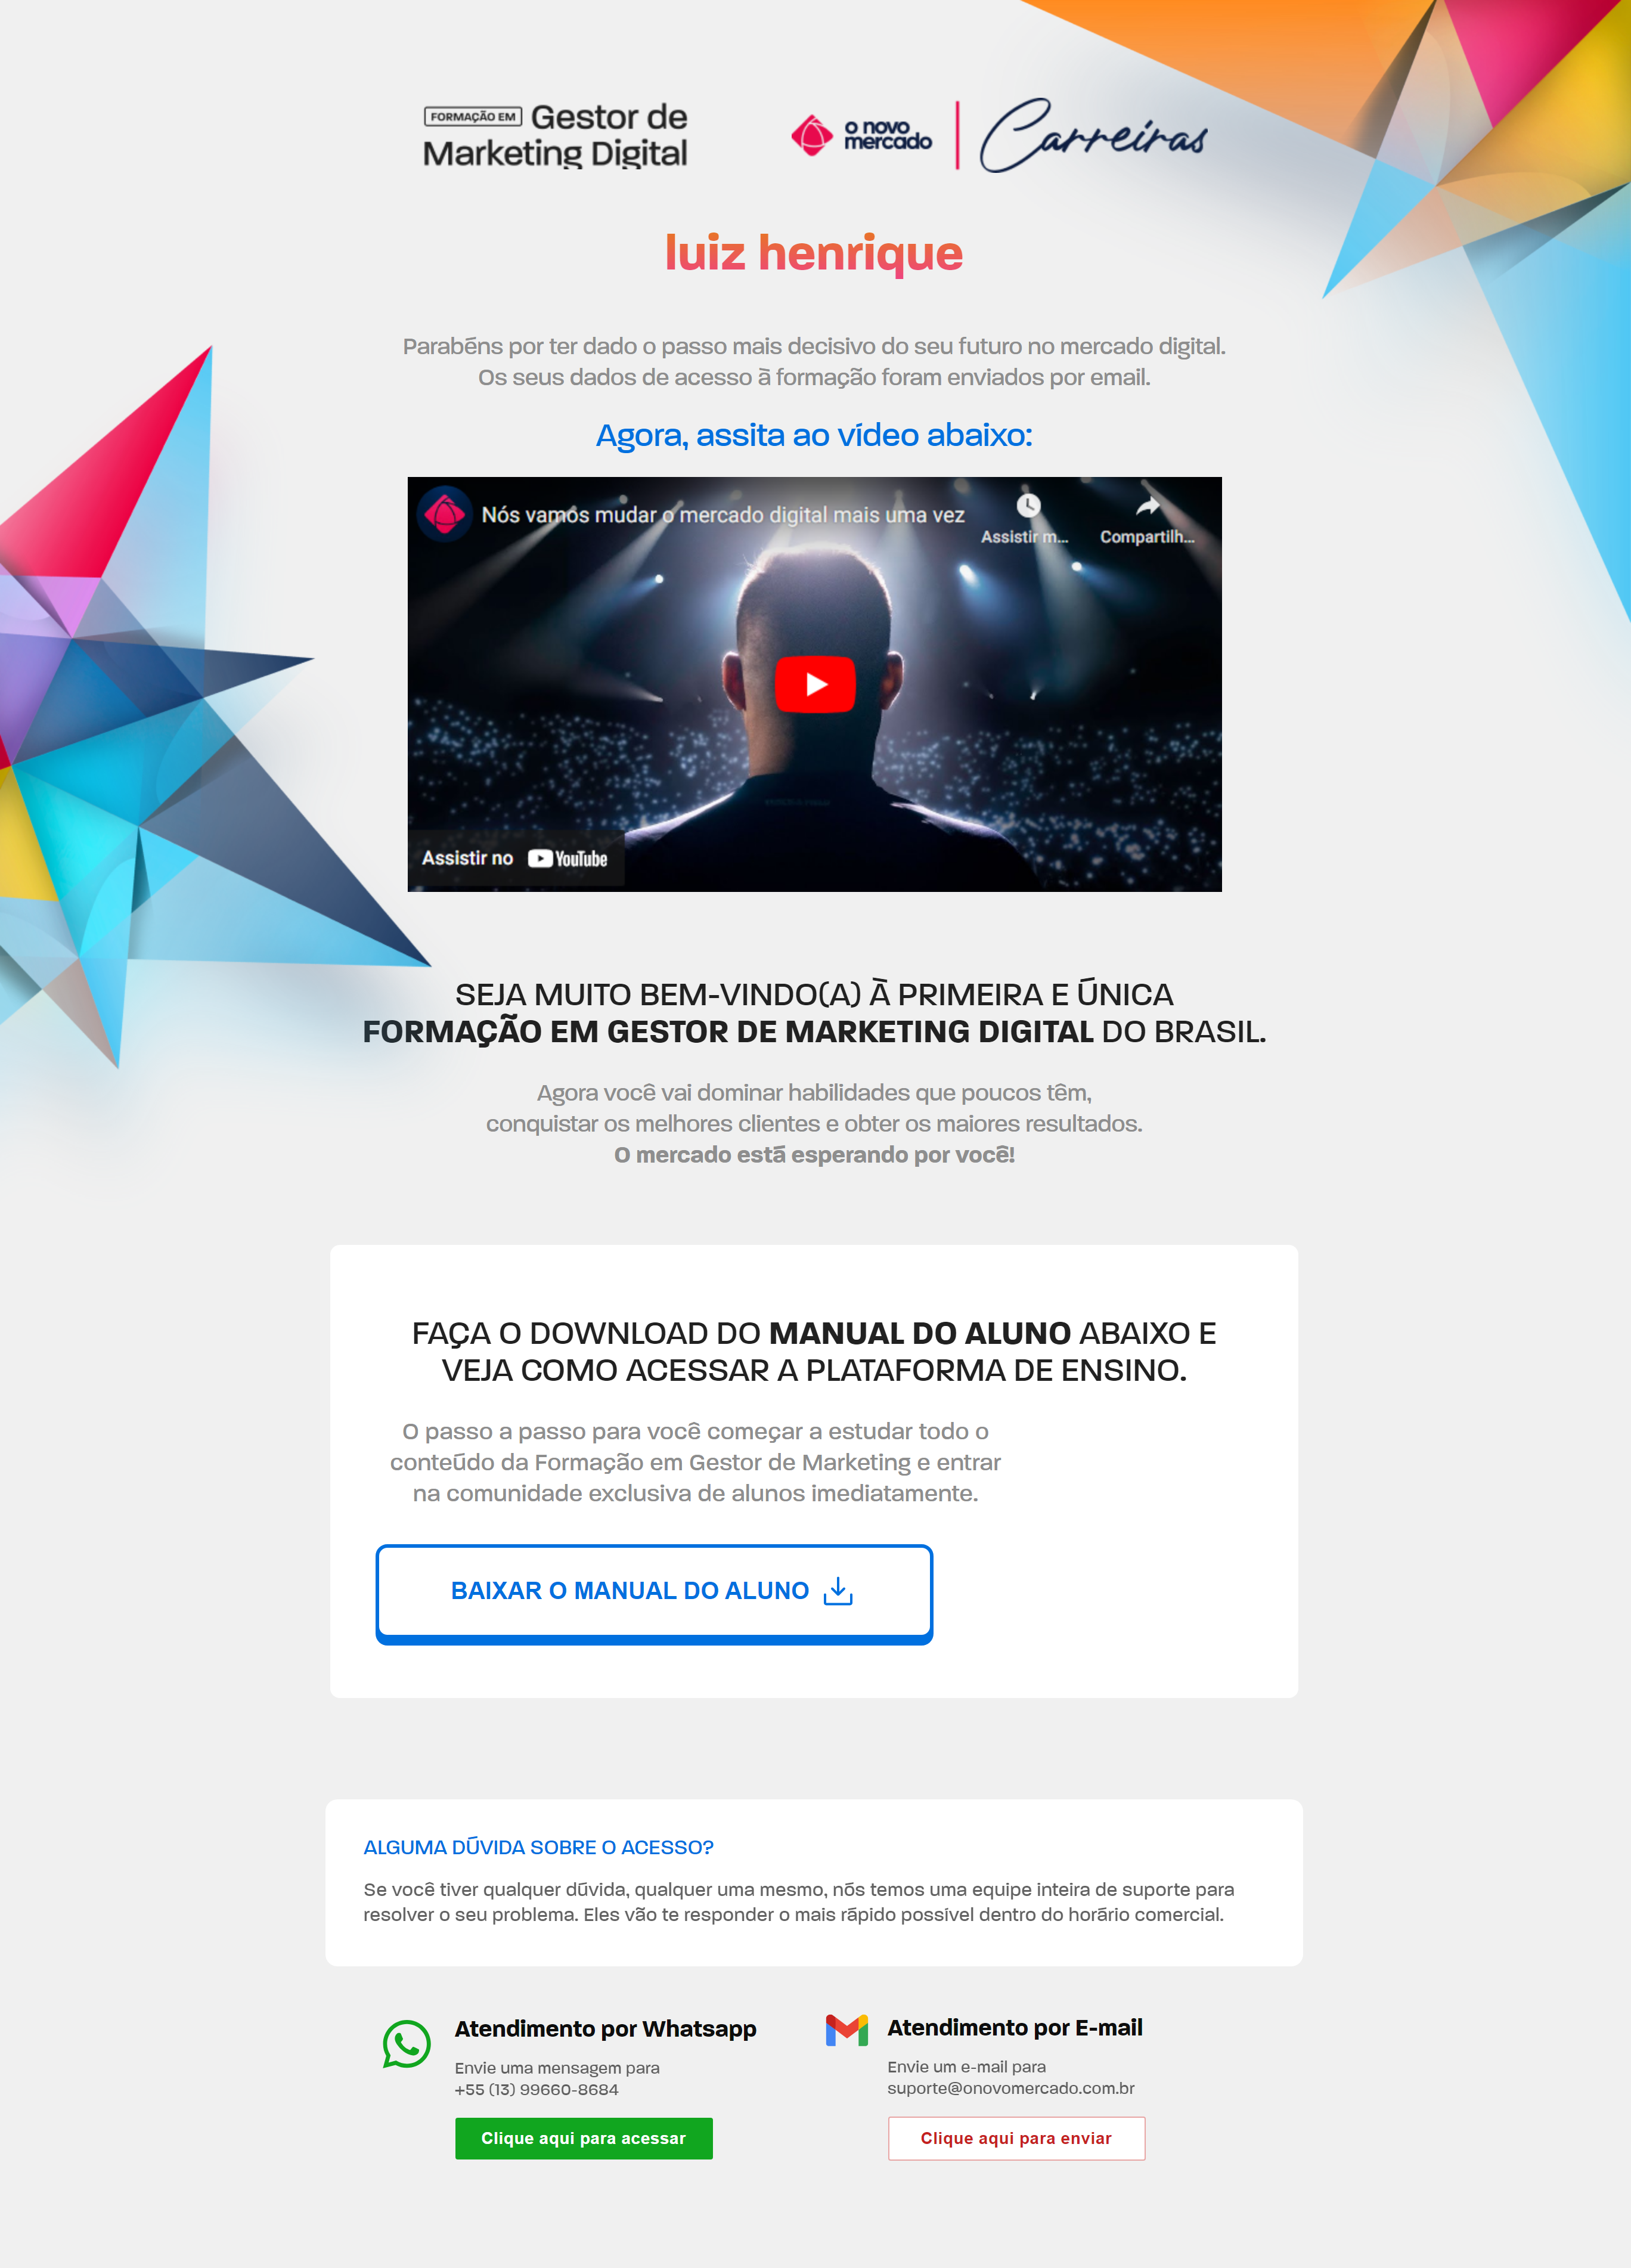 FORMAÇÃO EM Gestor de
Marketing Digital
o novo
mercado
Carreiras
luiz henrique
Parabéns por ter dado o passo mais decisivo do seu futuro no mercado digital.
Os seus dados de acesso à formação foram enviados por email.
Agora, assita ao vídeo abaixo:
Nós vamos mudar o mercado digital mais uma vez
Assistir m...
Compartilh...
Assistir no YouTube
SEJA MUITO BEM-VINDO(A) À PRIMEIRA E ÚNICA
FORMAÇÃO EM GESTOR DE MARKETING DIGITAL DO BRASIL.
Agora você vai dominar habilidades que poucos têm,
conquistar os melhores clientes e obter os maiores resultados.
O mercado está esperando por você!
FAÇA O DOWNLOAD DO MANUAL DO ALUNO ABAIXO E
VEJA COMO ACESSAR A PLATAFORMA DE ENSINO.
O passo a passo para você começar a estudar todo o
conteúdo da Formação em Gestor de Marketing e entrar
na comunidade exclusiva de alunos imediatamente.
BAIXAR O MANUAL DO ALUNO
ALGUMA DÚVIDA SOBRE O ACESSO?
Se você tiver qualquer dúvida, qualquer uma mesmo, nós temos uma equipe inteira de suporte para
resolver o seu problema. Eles vão te responder o mais rápido possível dentro do horário comercial.
Atendimento por Whatsapp
Envie uma mensagem para
+55 (13) 99660-8684
Clique aqui para acessar
Atendimento por E-mail
Envie um e-mail para
suporte@onovomercado.com.br
Clique aqui para enviar